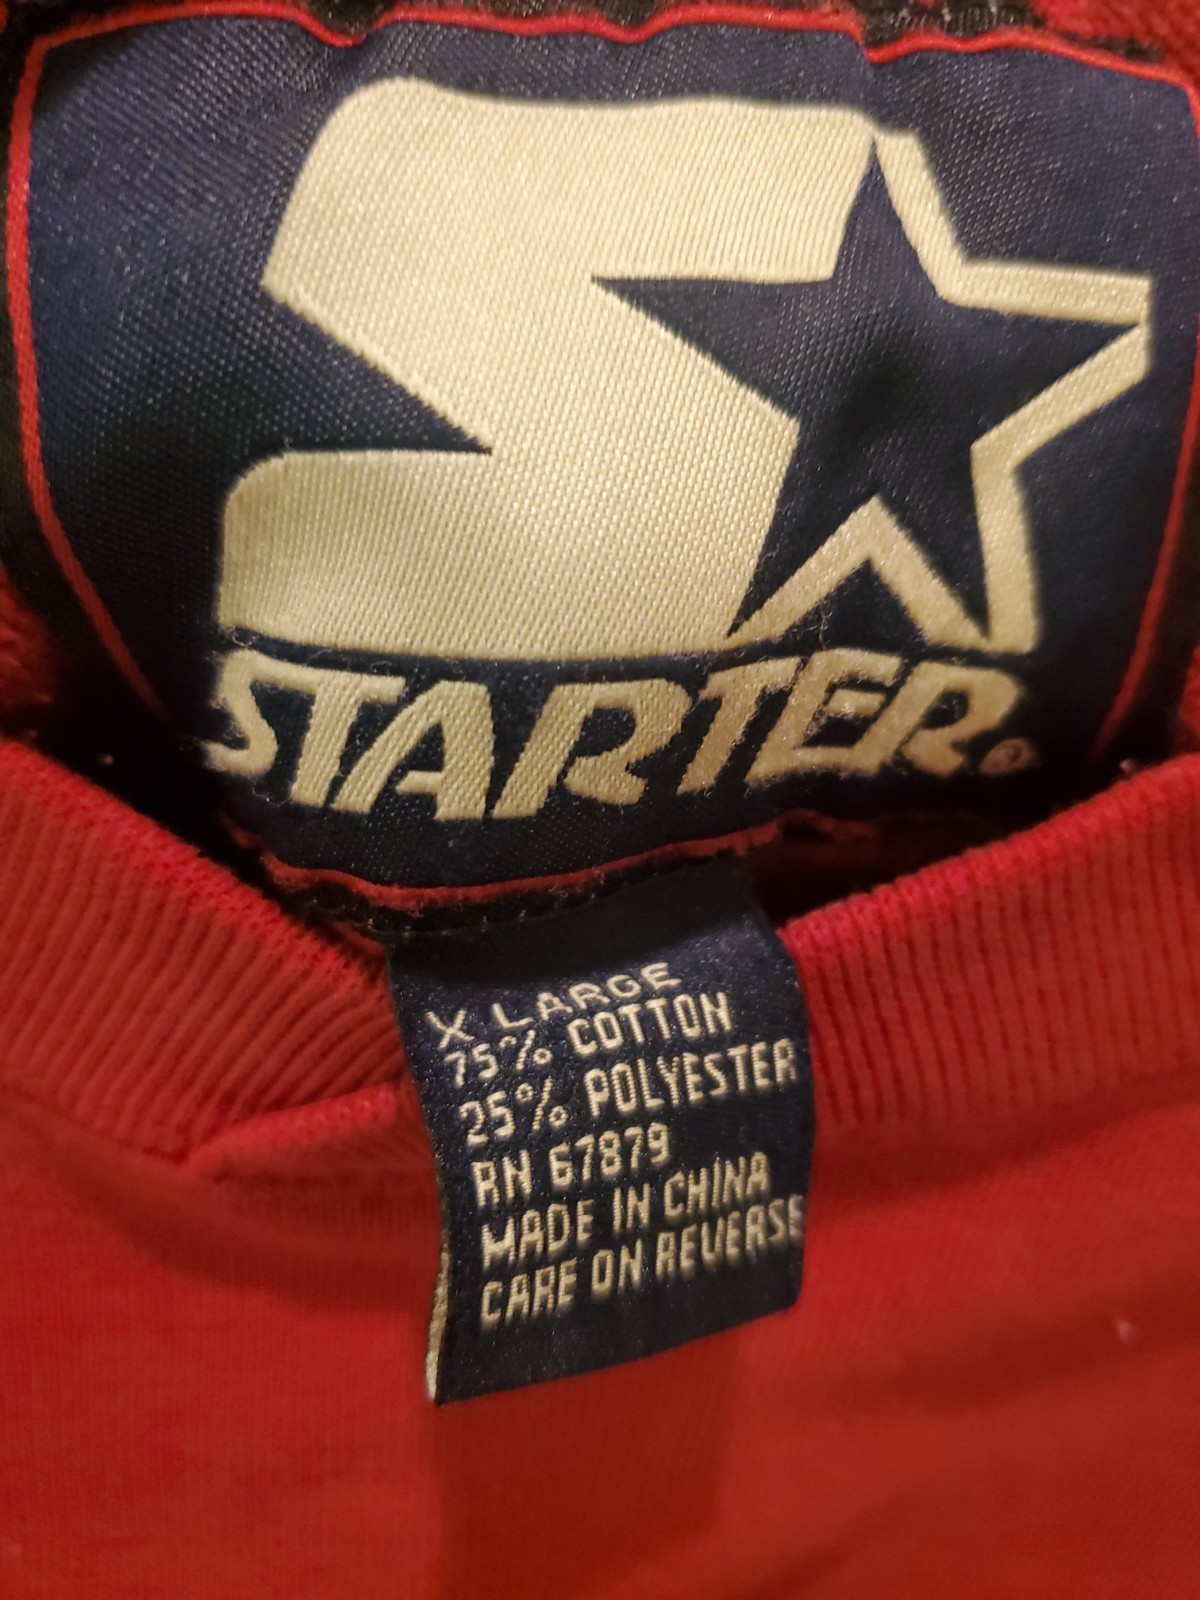 STARTER®
X LARGE
75% COTTON
25% POLYESTER
RN 67879
MADE IN CHINA
CARE ON REVERSE